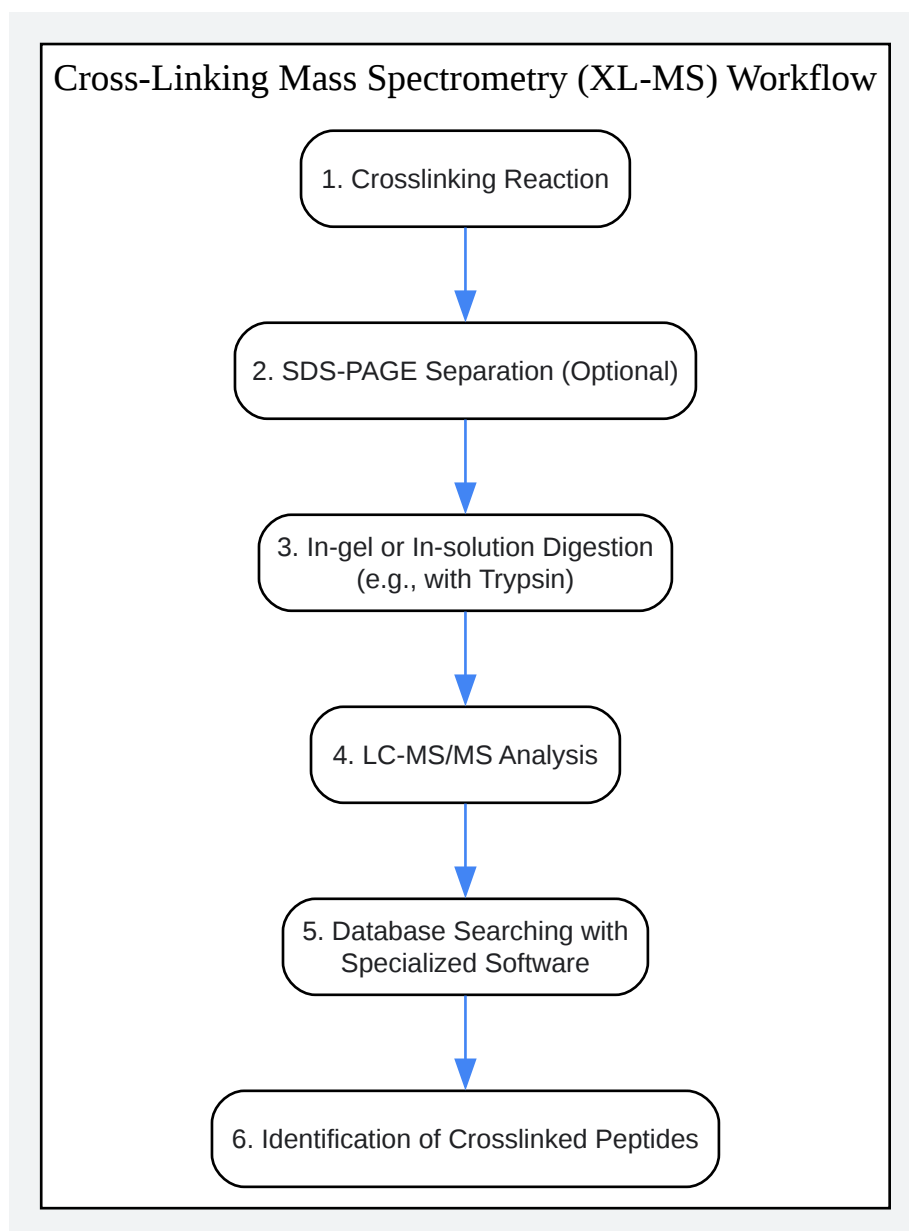 Cross-Linking Mass Spectrometry (XL-MS) Workflow
1. Crosslinking Reaction
2. SDS-PAGE Separation (Optional)
3. In-gel or In-solution Digestion
(e.g., with Trypsin)
4. LC-MS/MS Analysis
5. Database Searching with
Specialized Software
6. Identification of Crosslinked Peptides